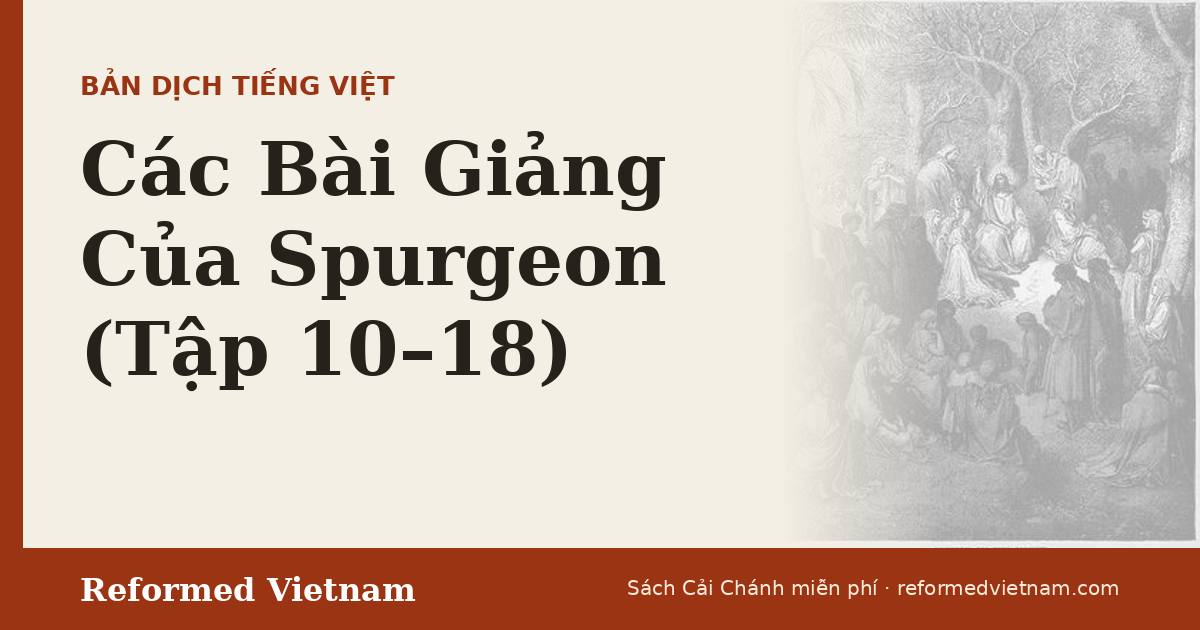 BẢN DỊCH TIẾNG VIỆT
Các Bài Giảng
Của Spurgeon
(Tập 10–18)
Reformed Vietnam
Sách Cải Chánh miễn phí · reformedvietnam.com